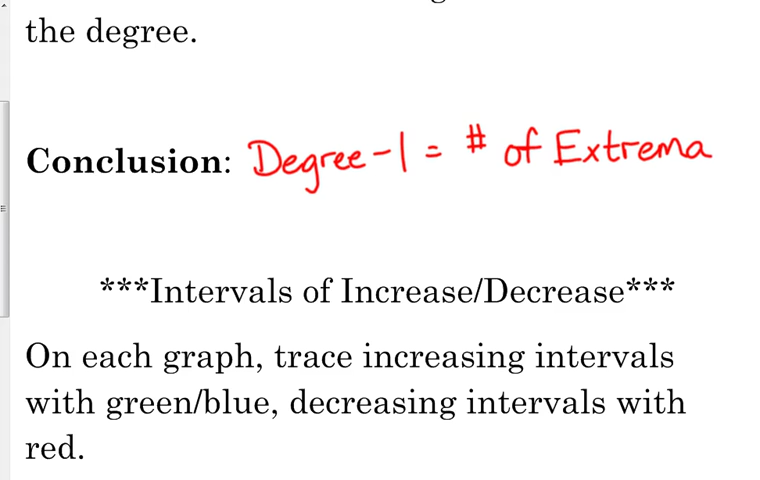 the degree.
Conclusion: Degree-1 = # of Extrema
***Intervals of Increase/Decrease***
On each graph, trace increasing intervals
with green/blue, decreasing intervals with
red.